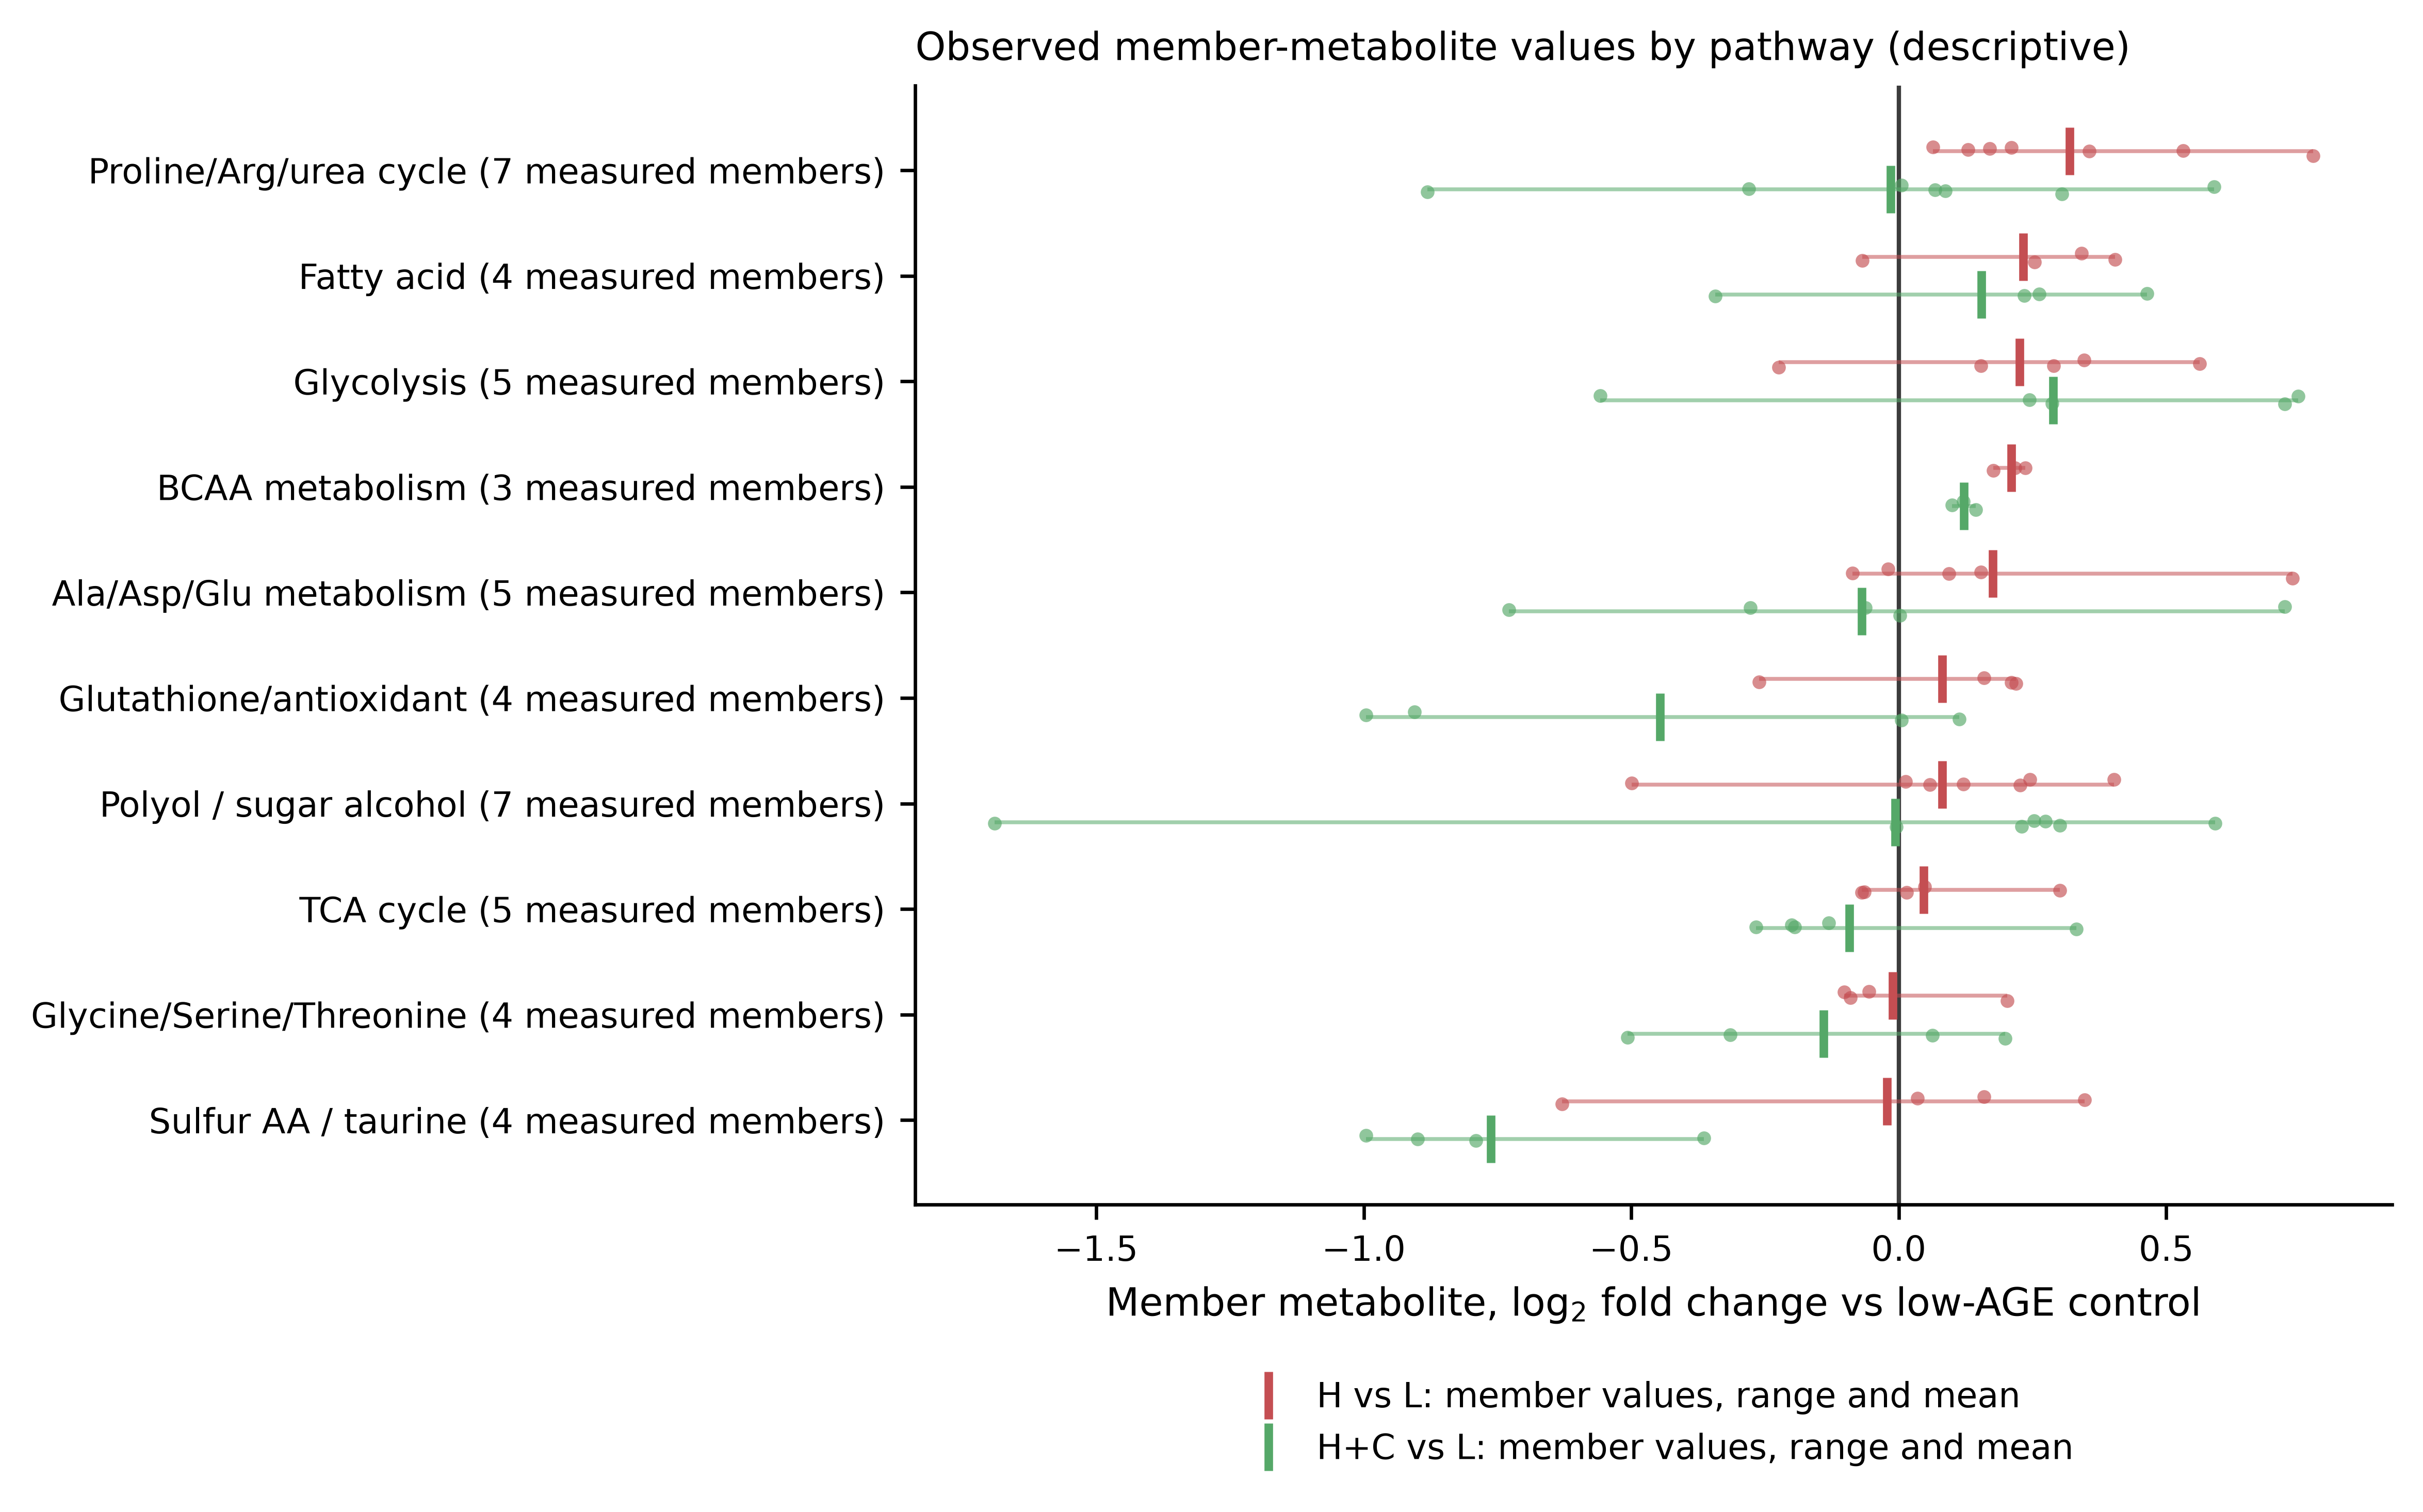 Observed member-metabolite values by pathway (descriptive)
Proline/Arg/urea cycle (7 measured members)
Fatty acid (4 measured members)
Glycolysis (5 measured members)
BCAA metabolism (3 measured members)
Ala/Asp/Glu metabolism (5 measured members)
Glutathione/antioxidant (4 measured members)
Polyol / sugar alcohol (7 measured members)
TCA cycle (5 measured members)
Glycine/Serine/Threonine (4 measured members)
Sulfur AA / taurine (4 measured members)
−1.5 −1.0 −0.5 0.0 0.5
Member metabolite, log₂ fold change vs low-AGE control
H vs L: member values, range and mean
H+C vs L: member values, range and mean